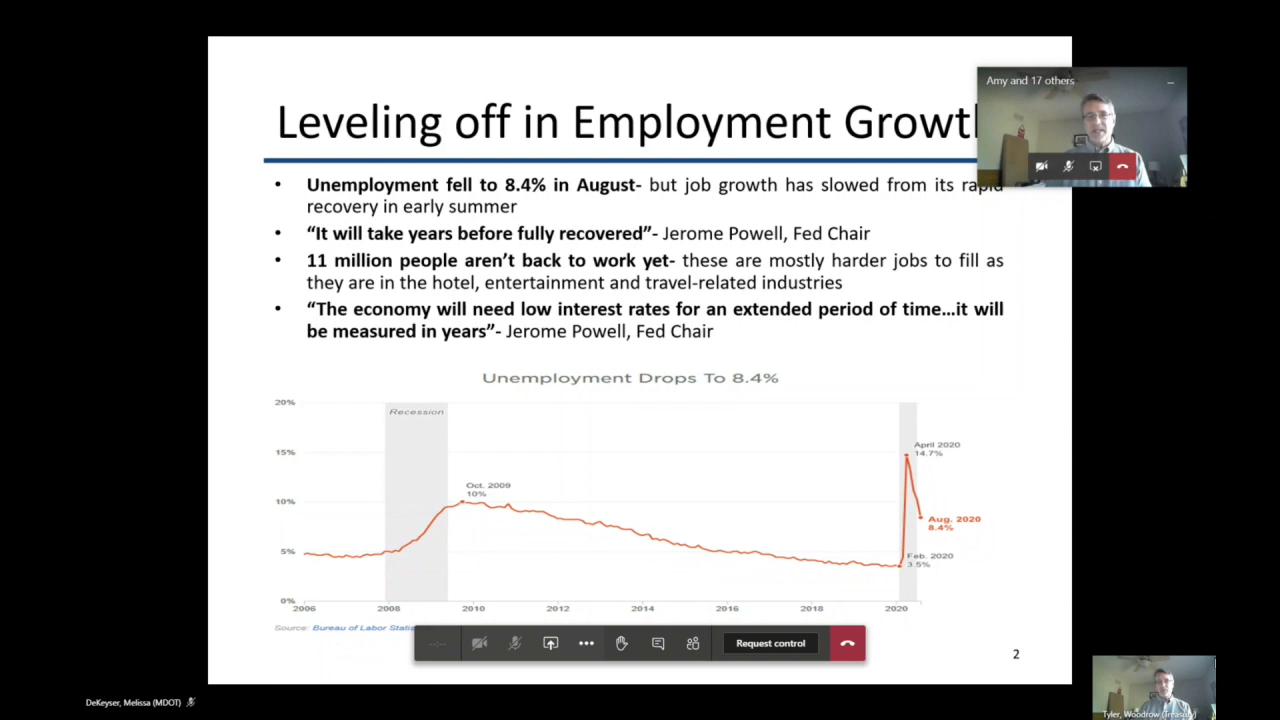 Leveling off in Employment Growth
Amy and 17 others
• Unemployment fell to 8.4% in August- but job growth has slowed from its rapid
recovery in early summer
• “It will take years before fully recovered”- Jerome Powell, Fed Chair
• 11 million people aren’t back to work yet- these are mostly harder jobs to fill as
they are in the hotel, entertainment and travel-related industries
• “The economy will need low interest rates for an extended period of time…it will
be measured in years”- Jerome Powell, Fed Chair
Unemployment Drops To 8.4%
20%
15%
10%
5%
0%
Recession
Oct. 2009
10%
April 2020
14.7%
Aug. 2020
8.4%
Feb. 2020
3.5%
2006 2008 2010 2012 2014 2016 2018 2020
Source: Bureau of Labor Statis
--:--
Request control
2
DeKeyser, Melissa (MDOT)
Tyler, Woodrow (Treasury)